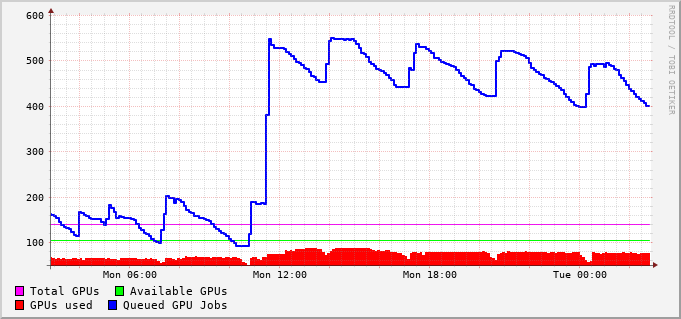 600
500
400
300
200
100
Mon 06:00 Mon 12:00 Mon 18:00 Tue 00:00
Total GPUs Available GPUs
GPUs used Queued GPU Jobs
RRDTOOL / TOBI OETIKER